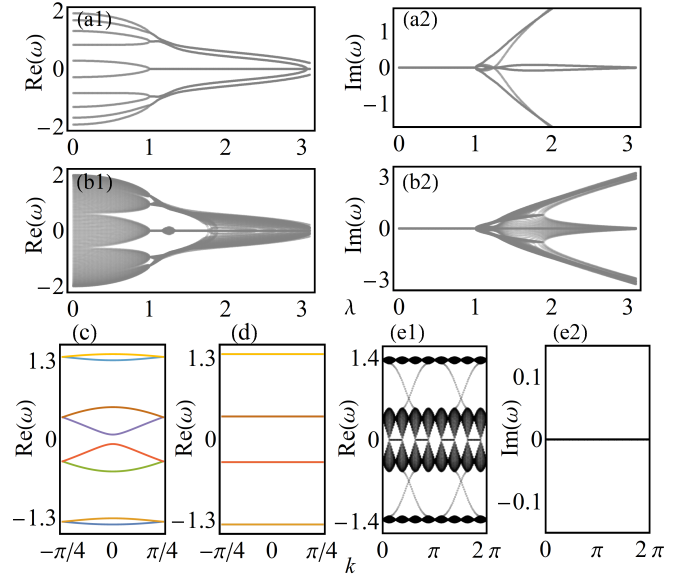 (a1) (a2)
2 0 −2 Re(ω)
1 0 −1 Im(ω)
0 1 2 3 0 1 2 3
(b1) (b2)
2 0 −2 Re(ω)
3 0 −3 Im(ω)
0 1 2 3 λ 0 1 2 3
(c) (d) (e1) (e2)
1.3 0 −1.3 Re(ω)
1.3 0 −1.3 Re(ω)
1.4 0 −1.4 Re(ω)
0.1 0 −0.1 Im(ω)
−π/4 0 π/4 −π/4 0 π/4 0 π 2π 0 π 2π
k